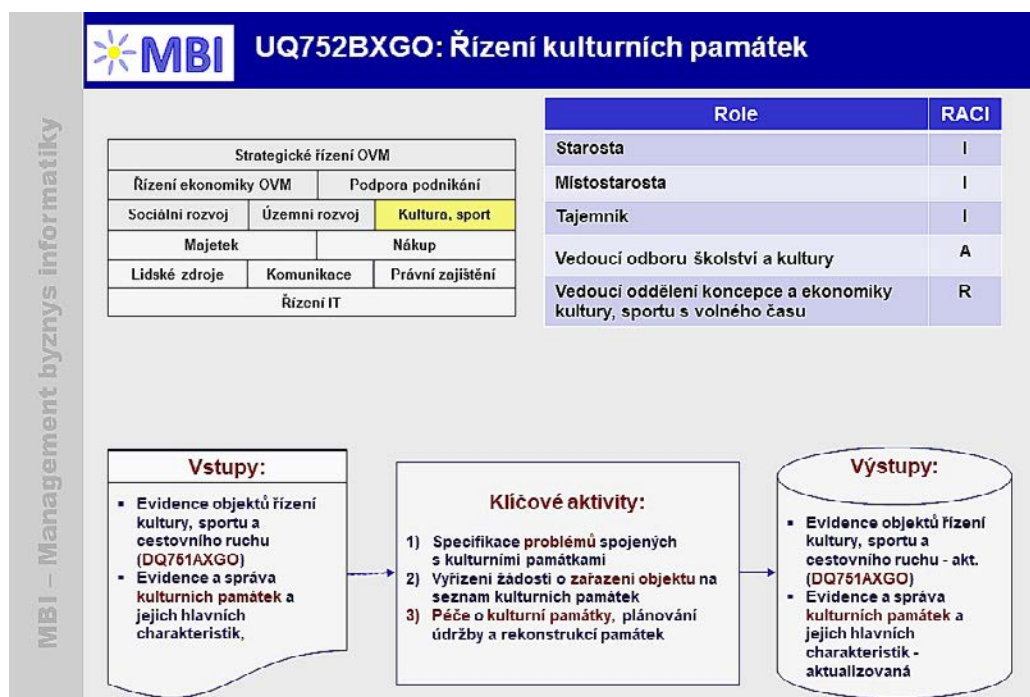 MBI
UQ752BXGO: Řízení kulturních památek
MBI – Management byznys informatiky
Strategické řízení OVM
Řízení ekonomiky OVM Podpora podnikání
Sociální rozvoj Územní rozvoj Kultura, sport
Majetek Nákup
Lidské zdroje Komunikace Právní zajištění
Řízení IT
Role RACI
Starosta I
Místostarosta I
Tajemník I
Vedoucí odboru školství a kultury A
Vedoucí oddělení koncepce a ekonomiky R
kultury, sportu s volného času
Vstupy:
▪ Evidence objektů řízení
kultury, sportu a
cestovního ruchu
(DQ751AXGO)
▪ Evidence a správa
kulturních památek a
jejich hlavních
charakteristik,
Klíčové aktivity:
1) Specifikace problémů spojených
s kulturními památkami
2) Vyřízení žádosti o zařazení objektu na
seznam kulturních památek
3) Péče o kulturní památky, plánování
údržby a rekonstrukcí památek
Výstupy:
▪ Evidence objektů řízení
kultury, sportu a
cestovního ruchu - akt.
(DQ751AXGO)
▪ Evidence a správa
kulturních památek a
jejich hlavních
charakteristik -
aktualizovaná